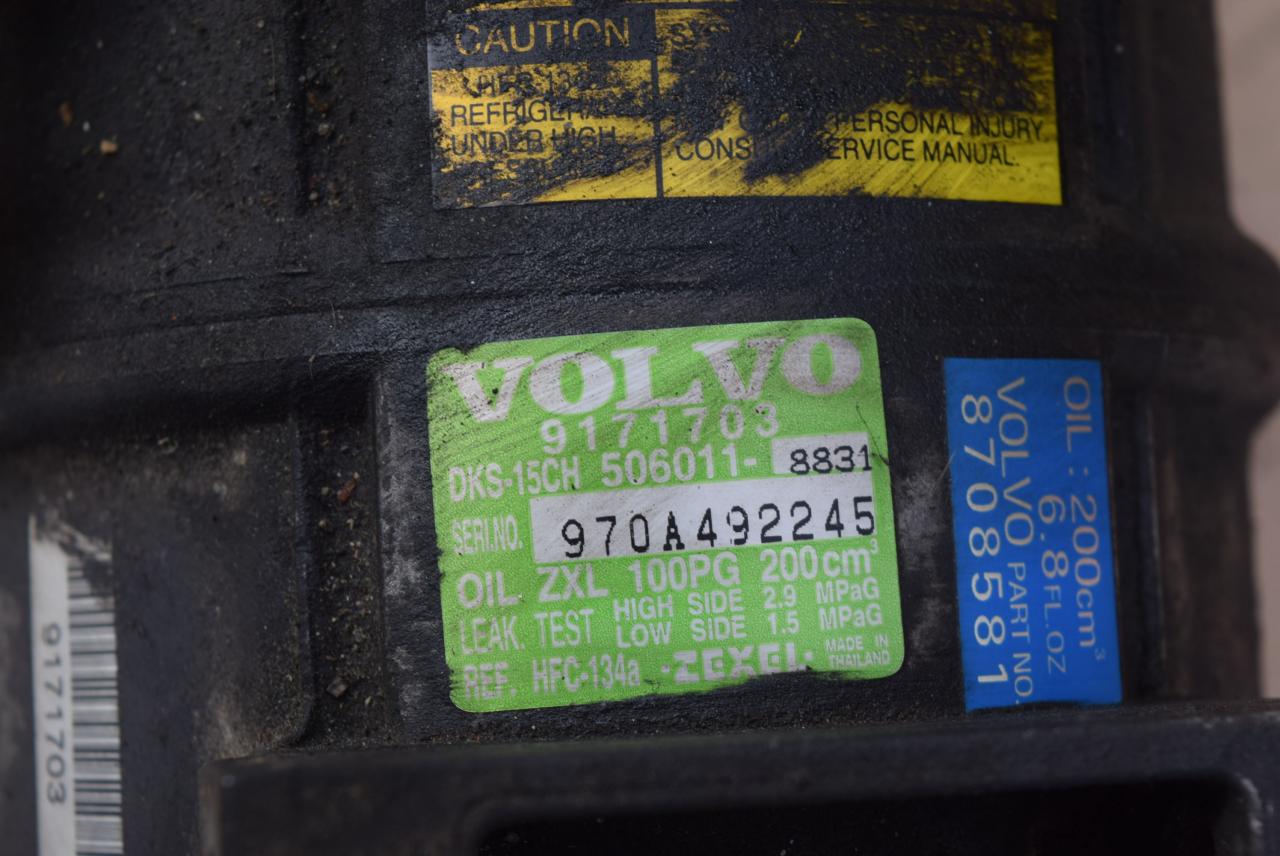 CAUTION
REFRIGERA
UNDER HIGH
PERSONAL INJURY
CONSU ERVICE MANUAL.
VOLVO
9171703
DKS-15CH 506011- 8831
SERI.NO. 970A492245
OIL ZXL 100PG 200cm³
LEAK. TEST HIGH SIDE 2.9 MPaG
LOW SIDE 1.5 MPaG
REF. HFC-134a ·ZEXEL· MADE IN THAILAND
OIL : 200cm³
6.8FL.OZ
VOLVO PART NO.
8708581
9171703